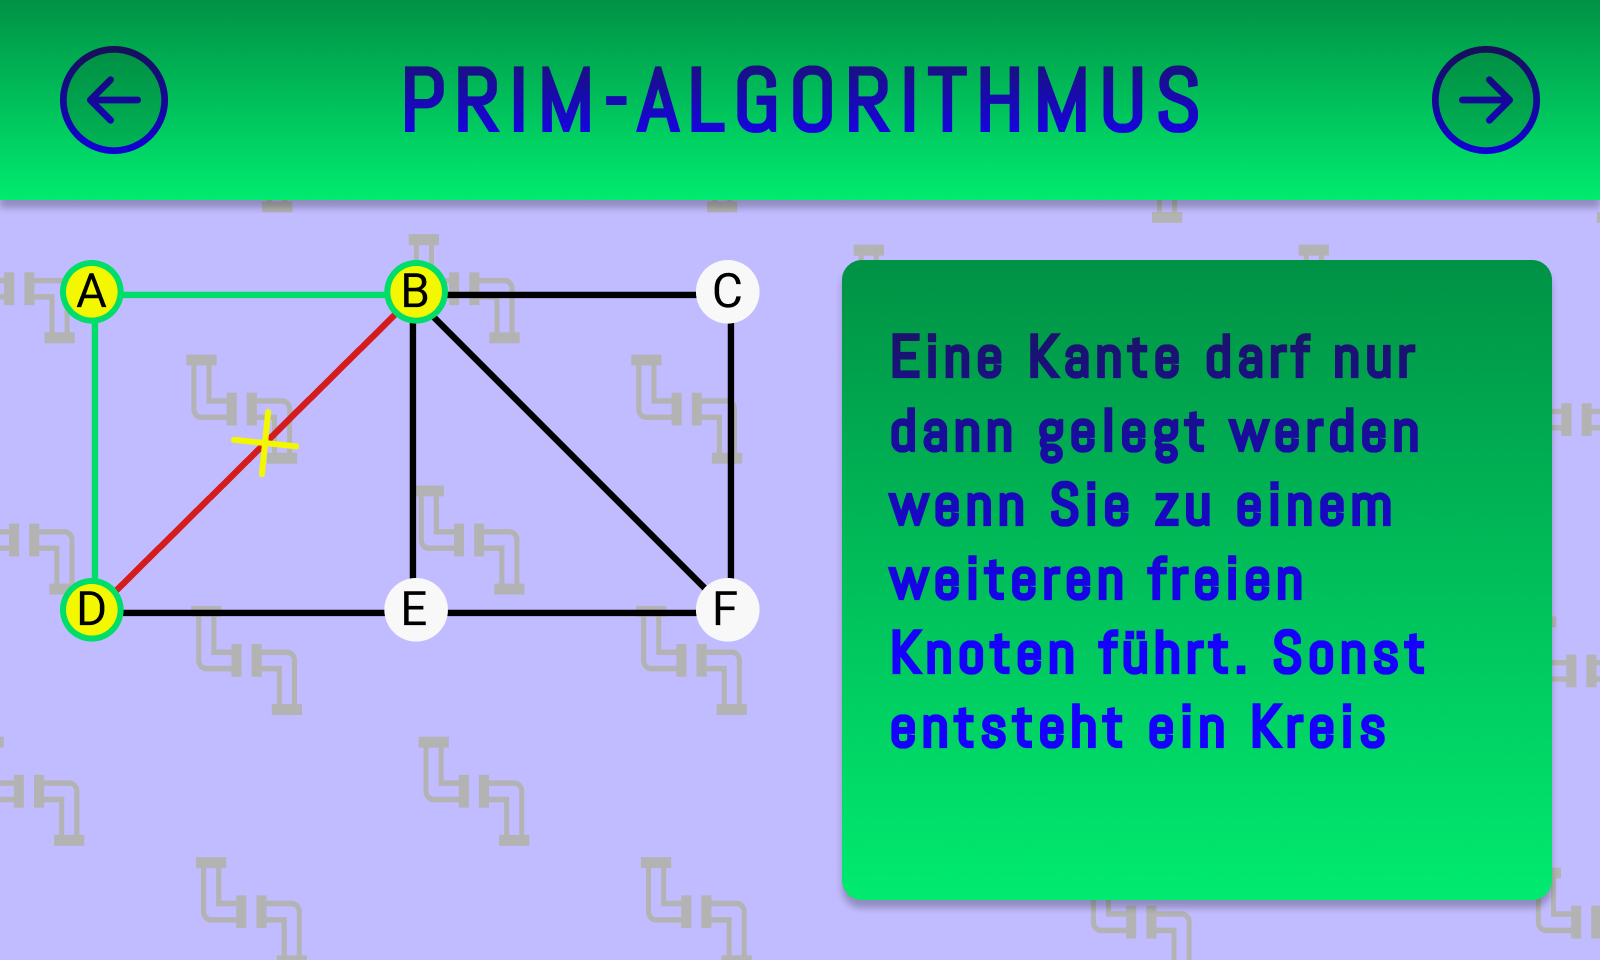 PRIM-ALGORITHMUS
A
B
C
D
E
F
Eine Kante darf nur
dann gelegt werden
wenn Sie zu einem
weiteren freien
Knoten führt. Sonst
entsteht ein Kreis